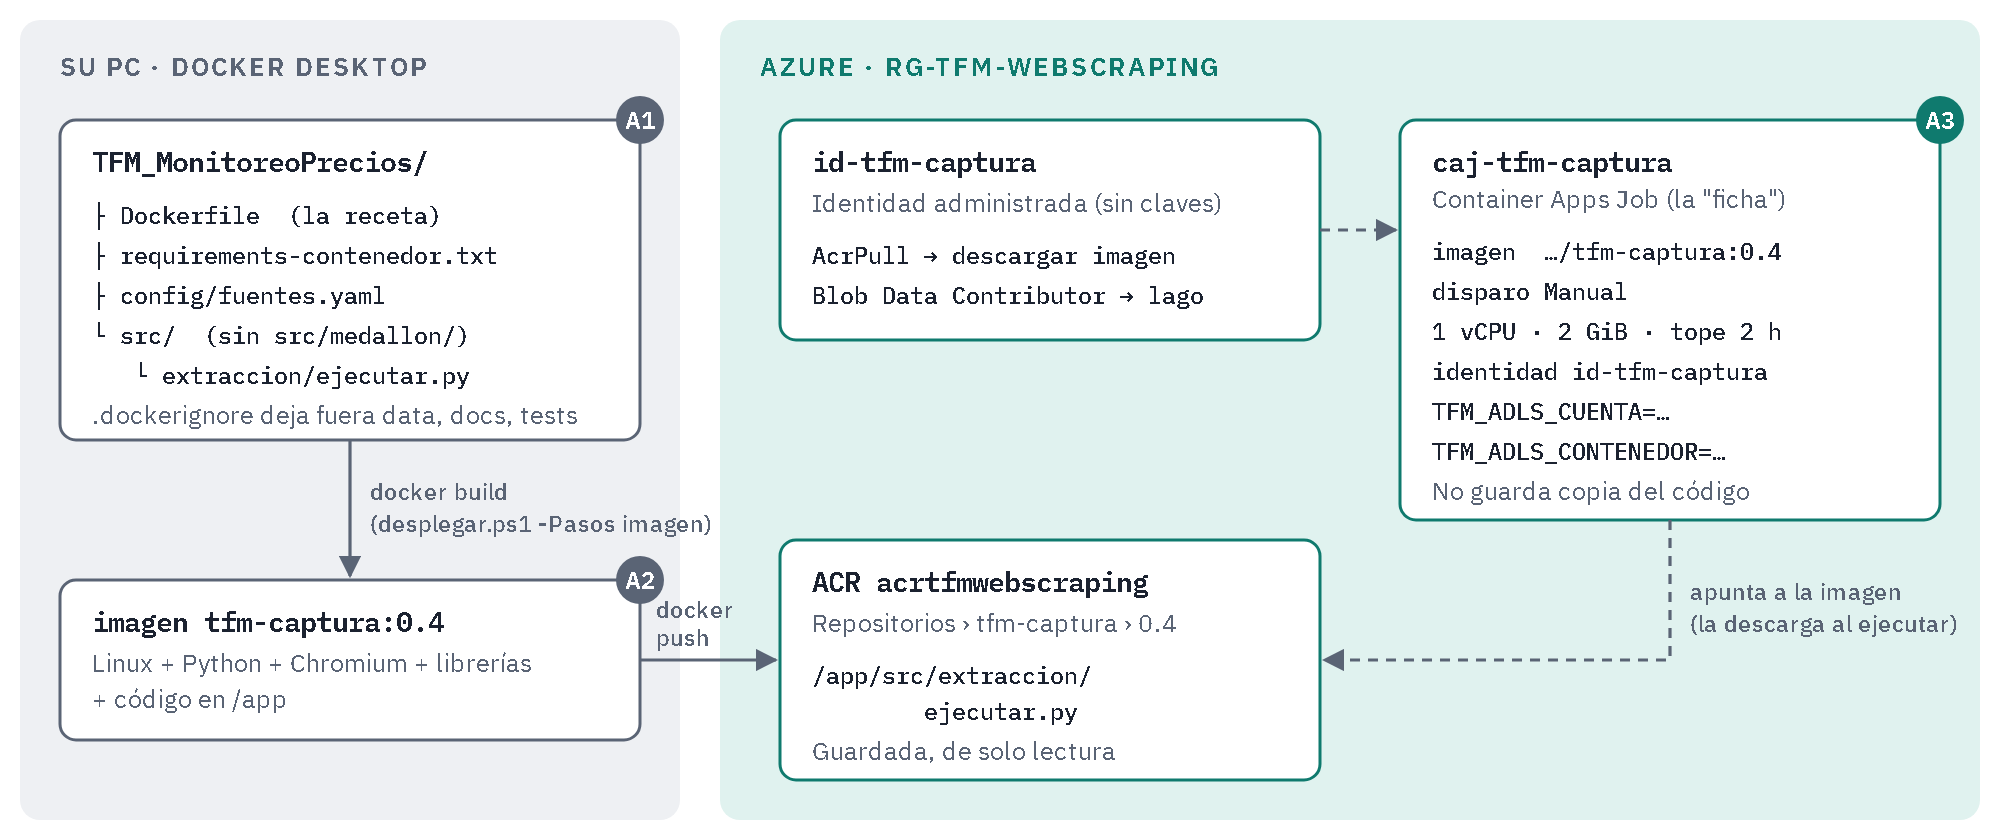 SU PC · DOCKER DESKTOP
A1
TFM_MonitoreoPrecios/
├ Dockerfile  (la receta)
├ requirements-contenedor.txt
├ config/fuentes.yaml
└ src/  (sin src/medallon/)
└ extraccion/ejecutar.py
.dockerignore deja fuera data, docs, tests
docker build
(desplegar.ps1 -Pasos imagen)
A2
imagen tfm-captura:0.4
Linux + Python + Chromium + librerías
+ código en /app
docker
push
AZURE · RG-TFM-WEBSCRAPING
id-tfm-captura
Identidad administrada (sin claves)
AcrPull → descargar imagen
Blob Data Contributor → lago
A3
caj-tfm-captura
Container Apps Job (la "ficha")
imagen  …/tfm-captura:0.4
disparo Manual
1 vCPU · 2 GiB · tope 2 h
identidad id-tfm-captura
TFM_ADLS_CUENTA=…
TFM_ADLS_CONTENEDOR=…
No guarda copia del código
ACR acrtfmwebscraping
Repositorios › tfm-captura › 0.4
/app/src/extraccion/
ejecutar.py
Guardada, de solo lectura
apunta a la imagen
(la descarga al ejecutar)